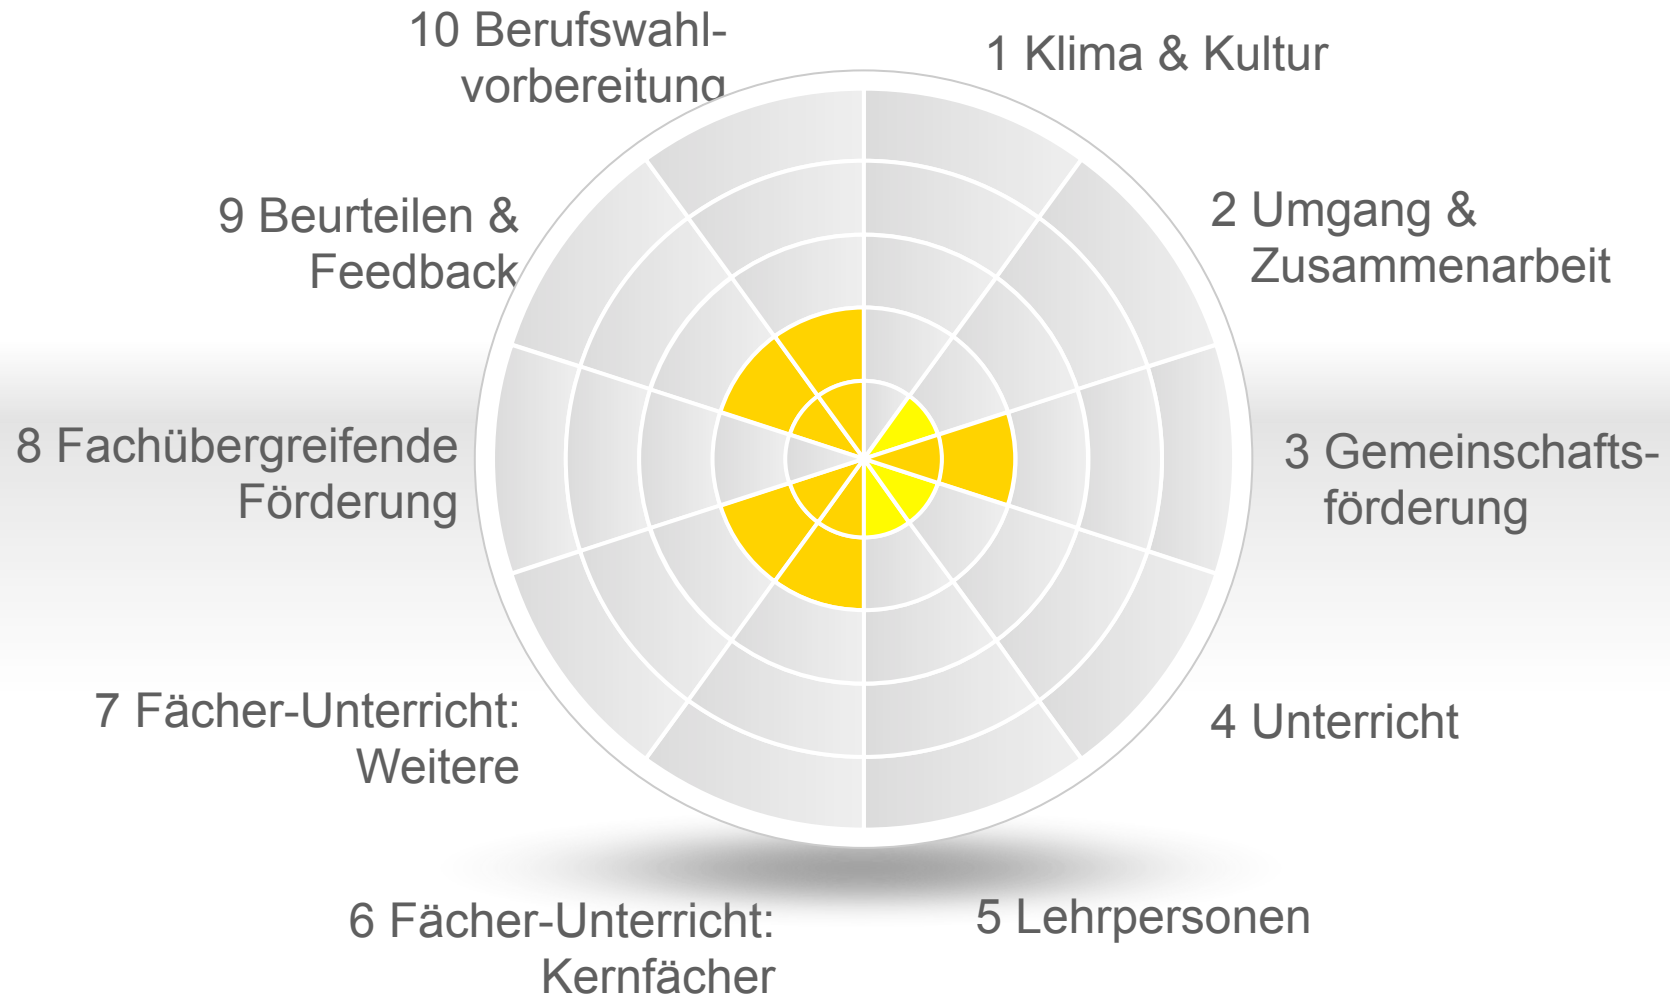 10 Berufswahl-
vorbereitung
1 Klima & Kultur
2 Umgang &
Zusammenarbeit
3 Gemeinschafts-
förderung
4 Unterricht
5 Lehrpersonen
6 Fächer-Unterricht:
Kernfächer
7 Fächer-Unterricht:
Weitere
8 Fachübergreifende
Förderung
9 Beurteilen &
Feedback